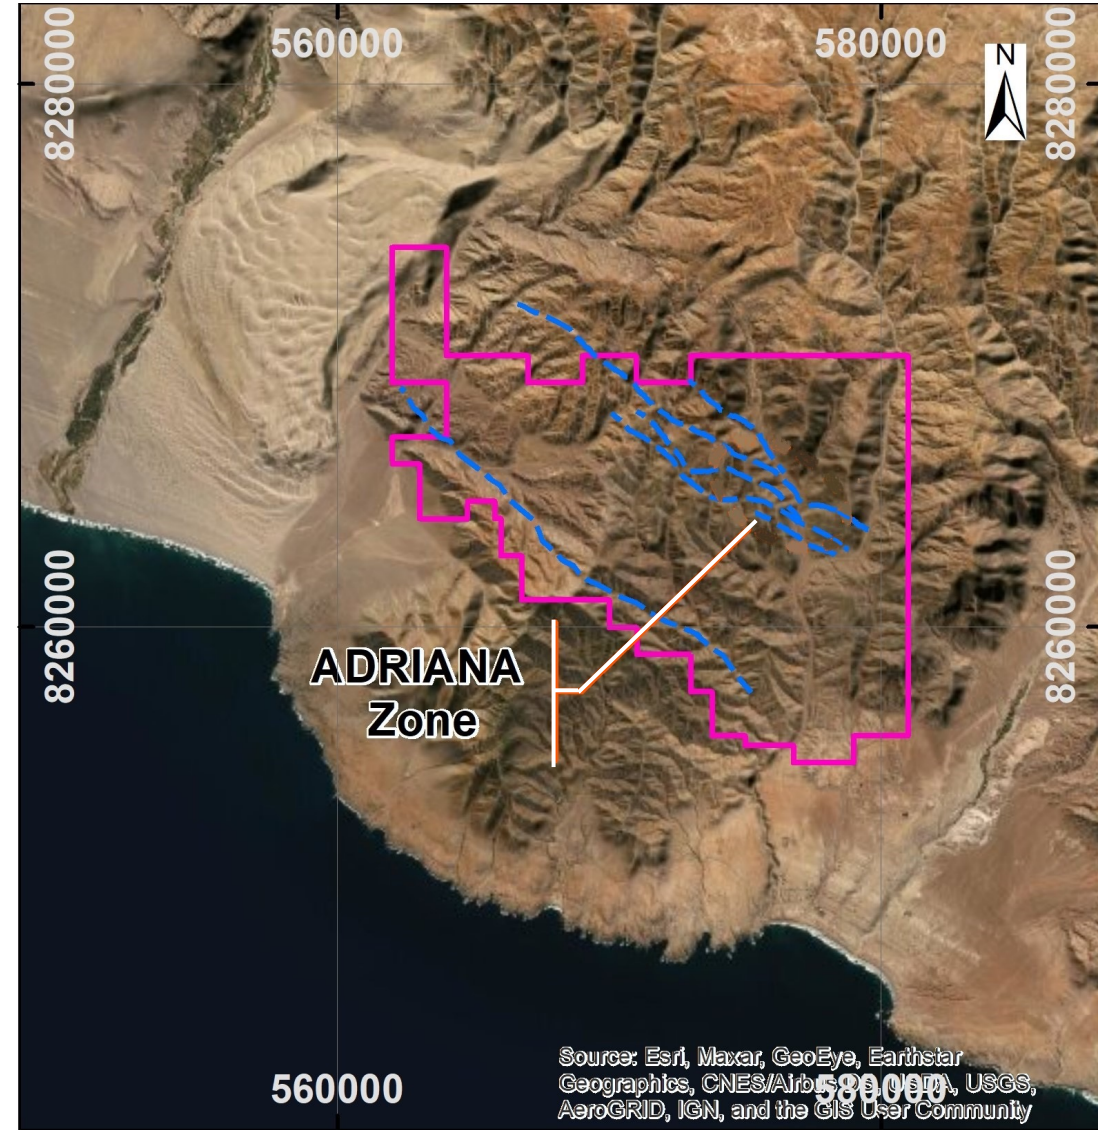 560000
580000
N
8280000
8280000
8260000
8260000
ADRIANA
Zone
Source: Esri, Maxar, GeoEye, Earthstar
Geographics, CNES/Airbus DS, USDA, USGS,
AeroGRID, IGN, and the GIS User Community
560000
580000